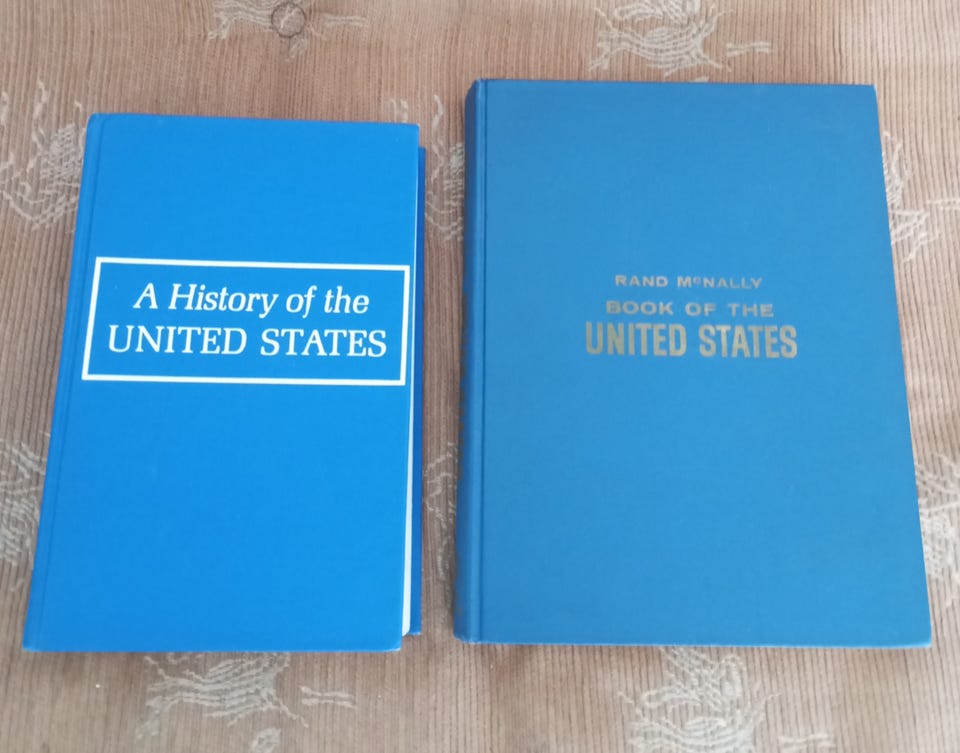 A History of the
UNITED STATES
RAND McNALLY
BOOK OF THE
UNITED STATES